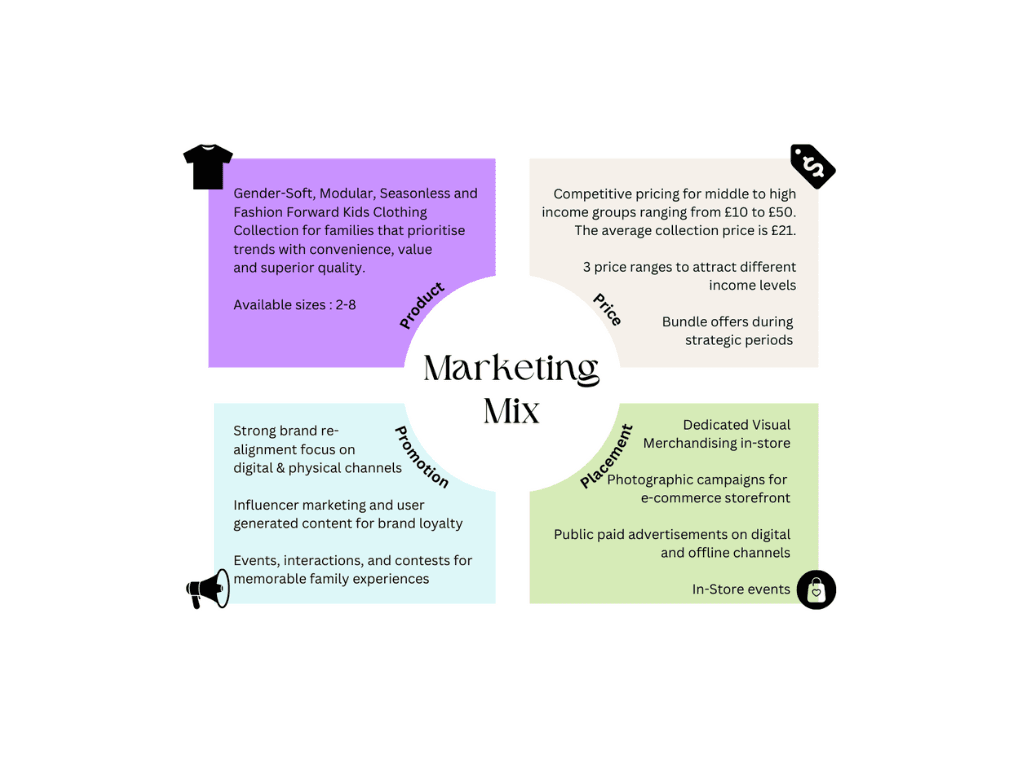 Gender-Soft, Modular, Seasonless and
Fashion Forward Kids Clothing
Collection for families that prioritise
trends with convenience, value
and superior quality.
Available sizes : 2-8
Product
Competitive pricing for middle to high
income groups ranging from £10 to £50.
The average collection price is £21.
3 price ranges to attract different
income levels
Bundle offers during
strategic periods
Price
$
Marketing
Mix
Strong brand re-
alignment focus on
digital & physical channels
Influencer marketing and user
generated content for brand loyalty
Events, interactions, and contests for
memorable family experiences
Promotion
Dedicated Visual
Merchandising in-store
Photographic campaigns for
e-commerce storefront
Public paid advertisements on digital
and offline channels
In-Store events
Placement